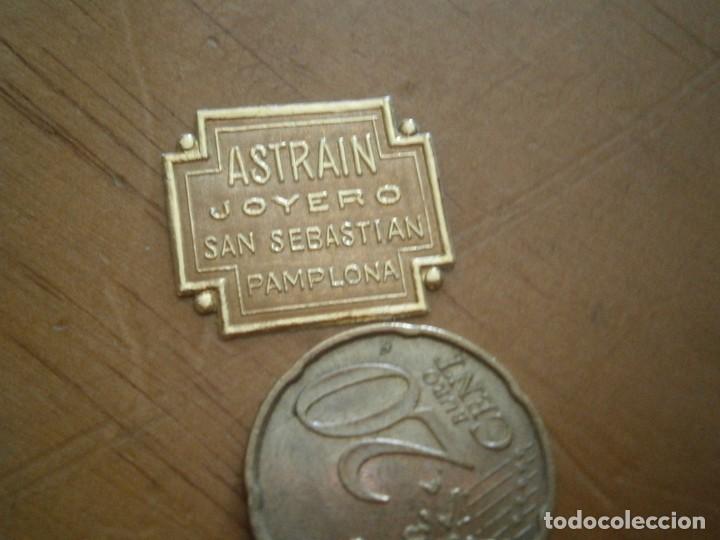 ASTRAIN
JOYERO
SAN SEBASTIAN
PAMPLONA
20
EURO
CENT
todocoleccion